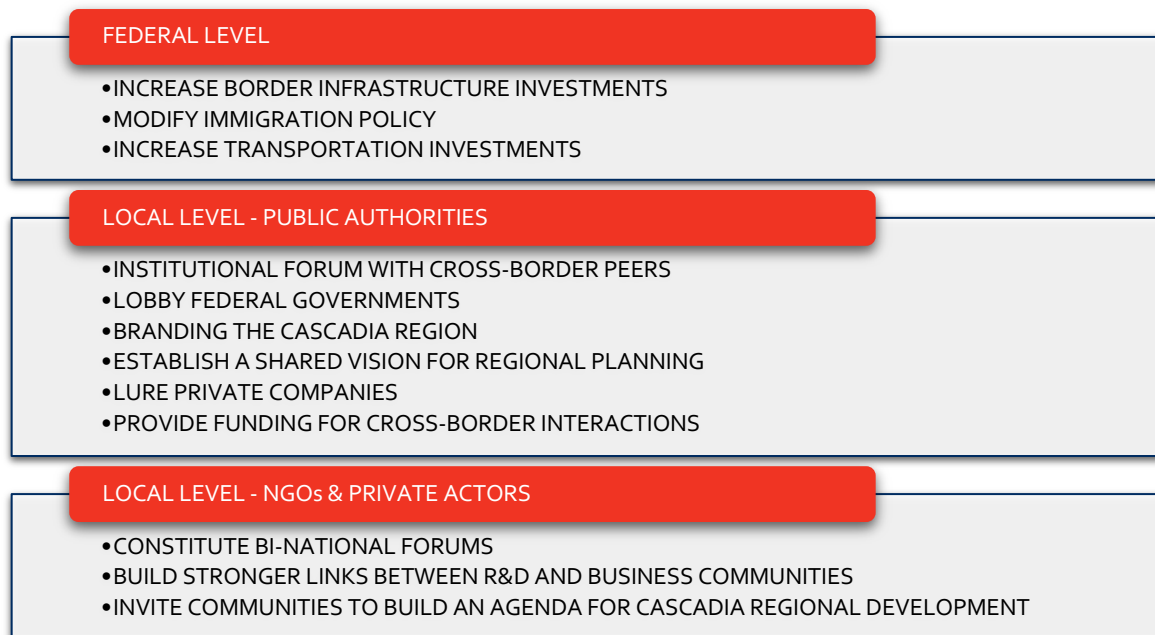 FEDERAL LEVEL
•INCREASE BORDER INFRASTRUCTURE INVESTMENTS
•MODIFY IMMIGRATION POLICY
•INCREASE TRANSPORTATION INVESTMENTS
LOCAL LEVEL - PUBLIC AUTHORITIES
•INSTITUTIONAL FORUM WITH CROSS-BORDER PEERS
•LOBBY FEDERAL GOVERNMENTS
•BRANDING THE CASCADIA REGION
•ESTABLISH A SHARED VISION FOR REGIONAL PLANNING
•LURE PRIVATE COMPANIES
•PROVIDE FUNDING FOR CROSS-BORDER INTERACTIONS
LOCAL LEVEL - NGOs & PRIVATE ACTORS
•CONSTITUTE BI-NATIONAL FORUMS
•BUILD STRONGER LINKS BETWEEN R&D AND BUSINESS COMMUNITIES
•INVITE COMMUNITIES TO BUILD AN AGENDA FOR CASCADIA REGIONAL DEVELOPMENT